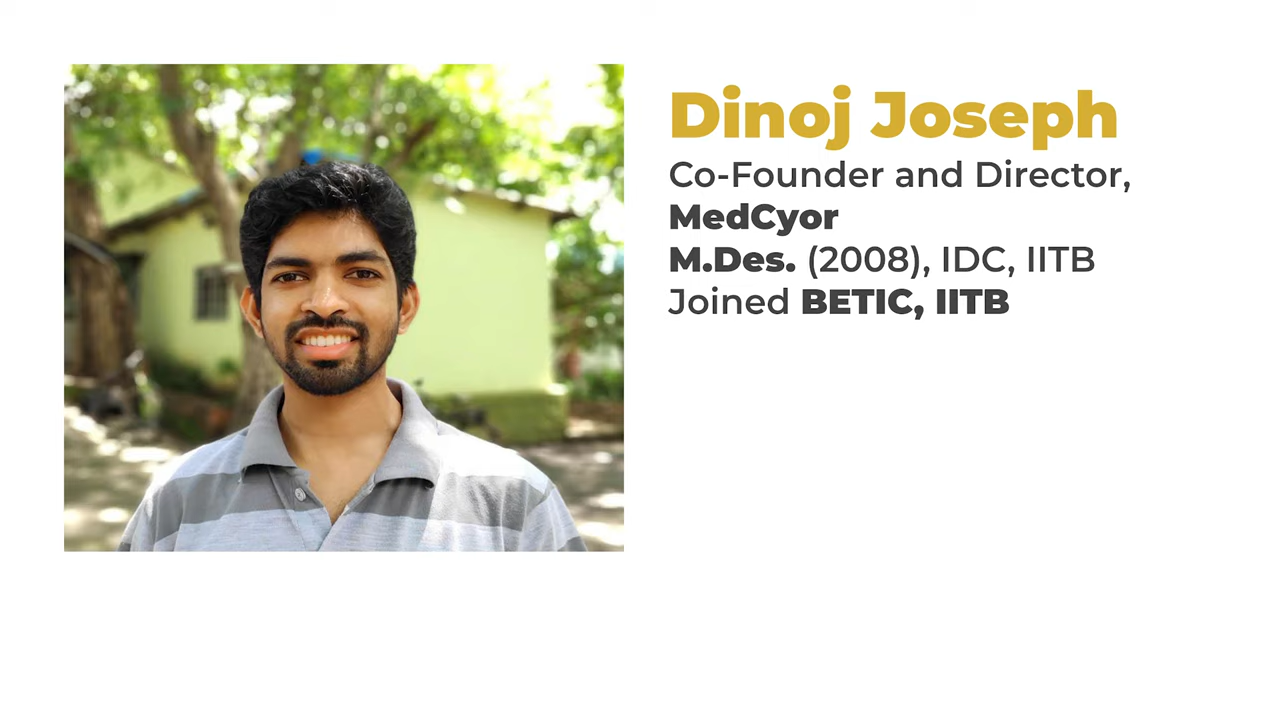 Dinoj Joseph
Co-Founder and Director,
MedCyor
M.Des. (2008), IDC, IITB
Joined BETIC, IITB